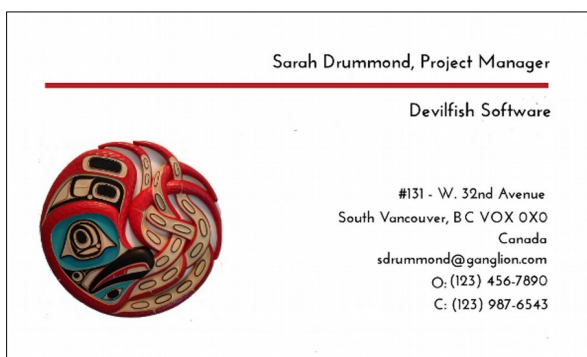 Sarah Drummond, Project Manager
Devilfish Software
#131 - W. 32nd Avenue
South Vancouver, BC VOX 0X0
Canada
sdrummond@ganglion.com
O: (123) 456-7890
C: (123) 987-6543